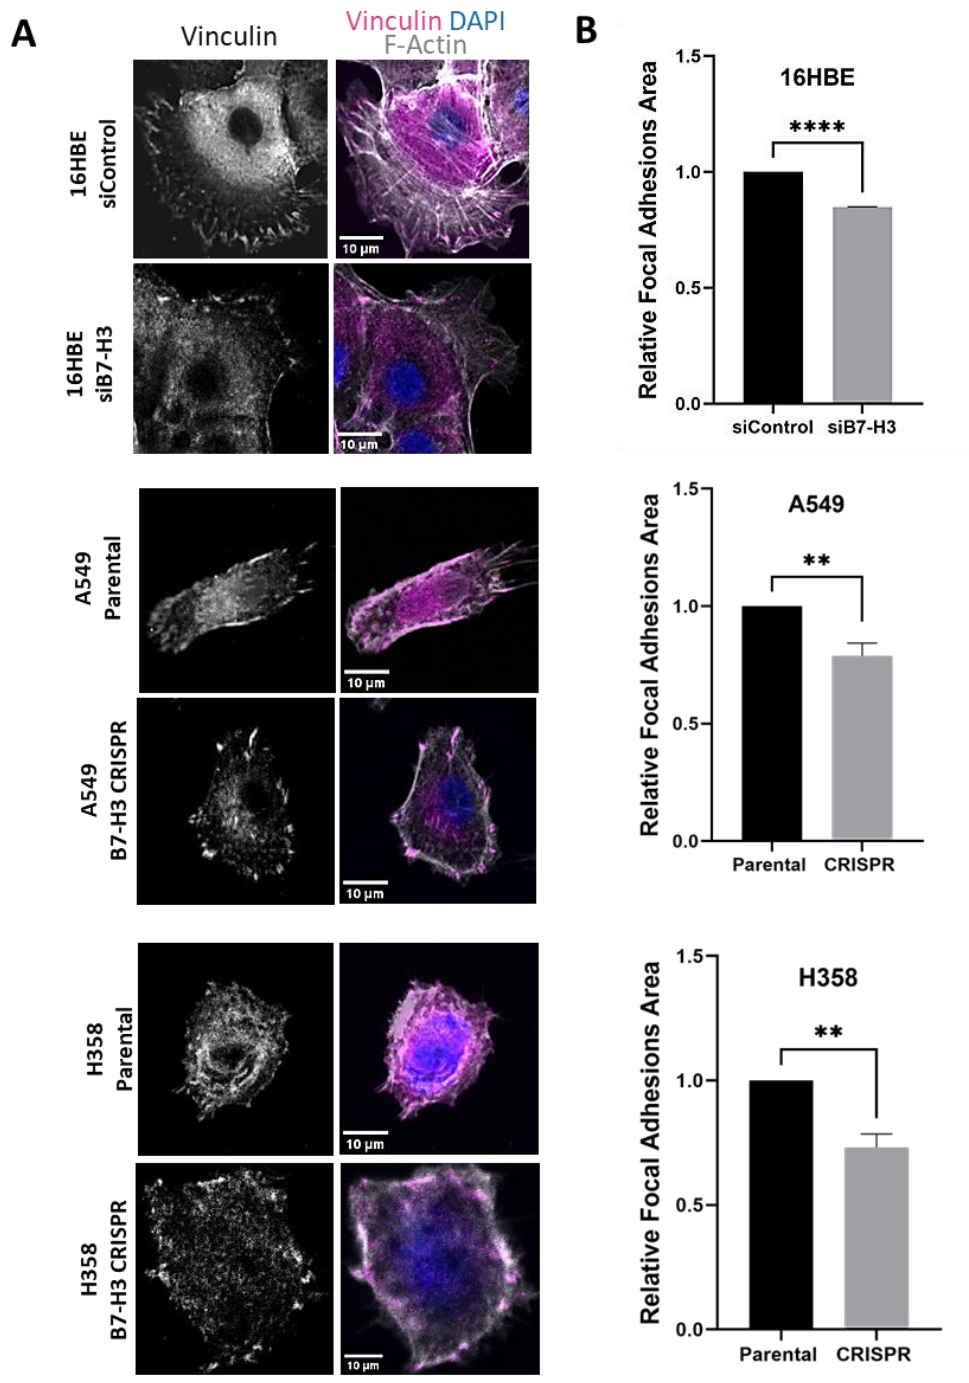 A
Vinculin
Vinculin DAPI
F-Actin
16HBE
siControl
10 µm
16HBE
siB7-H3
10 µm
A549
Parental
10 µm
A549
B7-H3 CRISPR
10 µm
H358
Parental
10 µm
H358
B7-H3 CRISPR
10 µm
B
16HBE
****
Relative Focal Adhesions Area
1.5
1.0
0.5
0.0
siControl siB7-H3
A549
**
Relative Focal Adhesions Area
1.5
1.0
0.5
0.0
Parental CRISPR
H358
**
Relative Focal Adhesions Area
1.5
1.0
0.5
0.0
Parental CRISPR